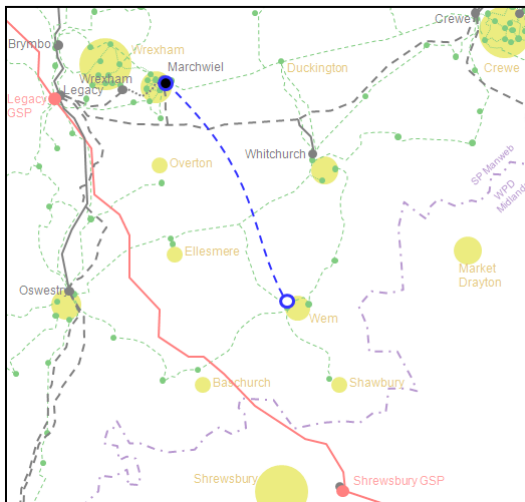 Crewe
Brymbo
Wrexham
Marchwiel
Duckington
Crewe
Wrexham
Legacy
Legacy
GSP
Whitchurch
Overton
SP Manweb
WPD
Midlands
Ellesmere
Market
Drayton
Oswestry
Wem
Baschurch
Shawbury
Shrewsbury
Shrewsbury GSP